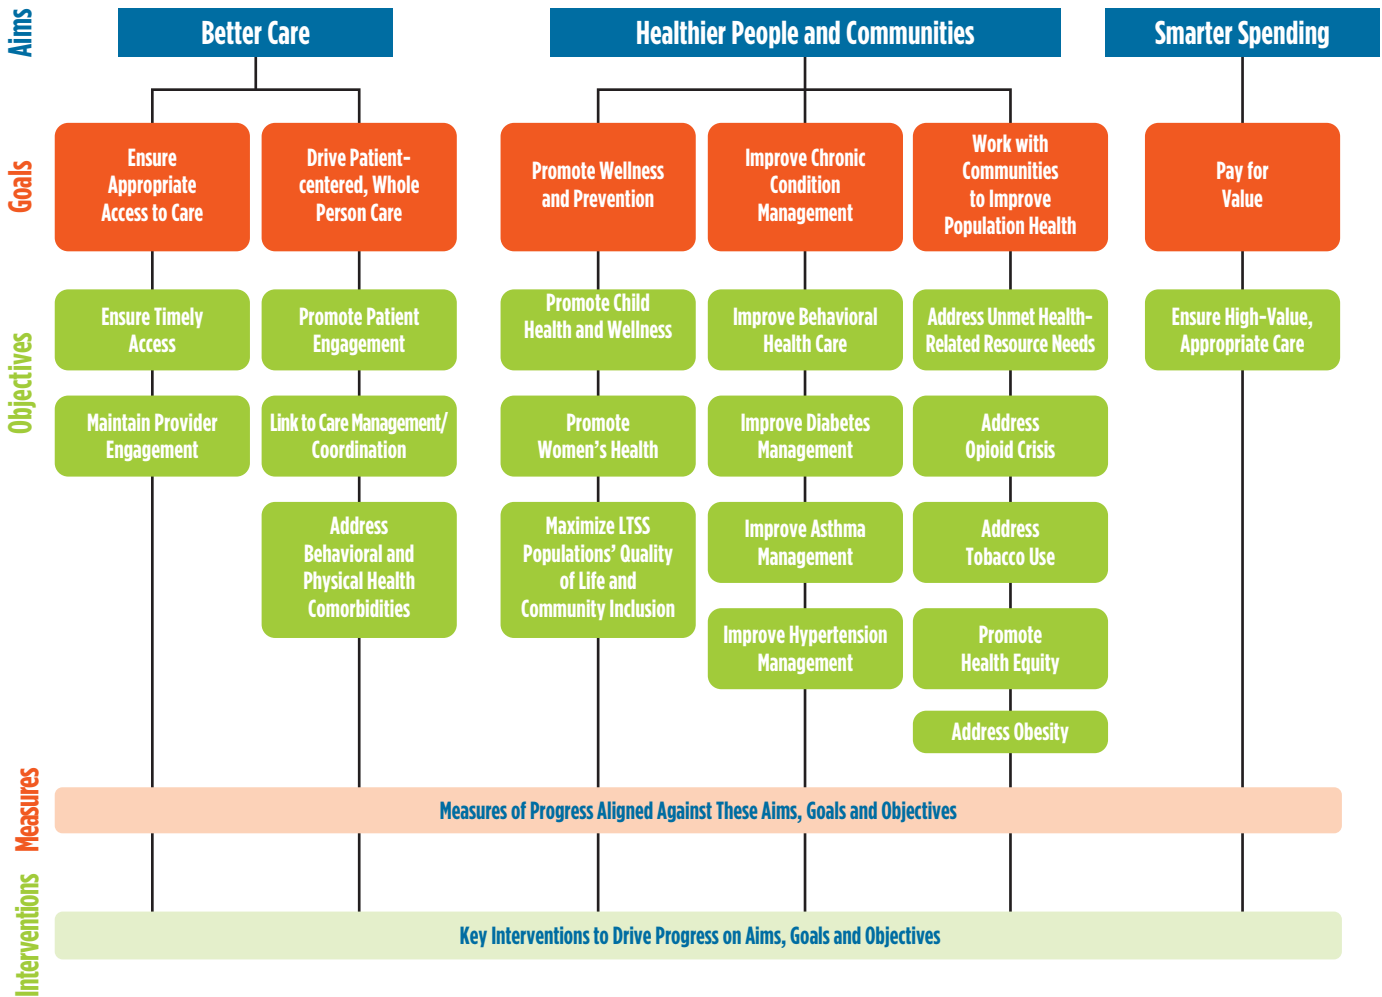 Aims
Better Care
Healthier People and Communities
Smarter Spending
Goals
Ensure
Appropriate
Access to Care
Drive Patient-
centered, Whole
Person Care
Promote Wellness
and Prevention
Improve Chronic
Condition
Management
Work with
Communities
to Improve
Population Health
Pay for
Value
Objectives
Ensure Timely
Access
Maintain Provider
Engagement
Promote Patient
Engagement
Link to Care Management/
Coordination
Address
Behavioral and
Physical Health
Comorbidities
Promote Child
Health and Wellness
Promote
Women’s Health
Maximize LTSS
Populations’ Quality
of Life and
Community Inclusion
Improve Behavioral
Health Care
Improve Diabetes
Management
Improve Asthma
Management
Improve Hypertension
Management
Address Unmet Health-
Related Resource Needs
Address
Opioid Crisis
Address
Tobacco Use
Promote
Health Equity
Address Obesity
Ensure High-Value,
Appropriate Care
Measures
Measures of Progress Aligned Against These Aims, Goals and Objectives
Interventions
Key Interventions to Drive Progress on Aims, Goals and Objectives